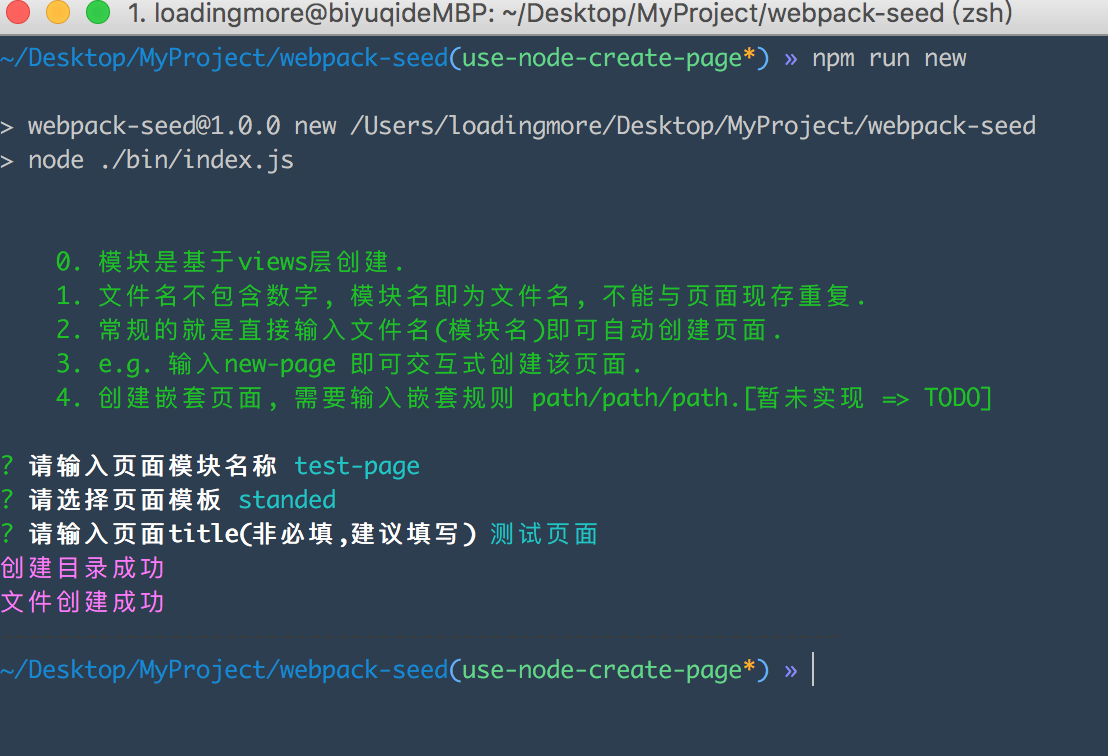 1. loadingmore@biyuqideMBP: ~/Desktop/MyProject/webpack-seed (zsh)
~/Desktop/MyProject/webpack-seed(use-node-create-page*) » npm run new
> webpack-seed@1.0.0 new /Users/loadingmore/Desktop/MyProject/webpack-seed
> node ./bin/index.js
0. 模块是基于views层创建.
1. 文件名不包含数字, 模块名即为文件名, 不能与页面现存重复.
2. 常规的就是直接输入文件名(模块名)即可自动创建页面.
3. e.g. 输入new-page 即可交互式创建该页面.
4. 创建嵌套页面, 需要输入嵌套规则 path/path/path.[暂未实现 => TODO]
? 请输入页面模块名称 test-page
? 请选择页面模板 standed
? 请输入页面title(非必填,建议填写) 测试页面
创建目录成功
文件创建成功
~/Desktop/MyProject/webpack-seed(use-node-create-page*) »